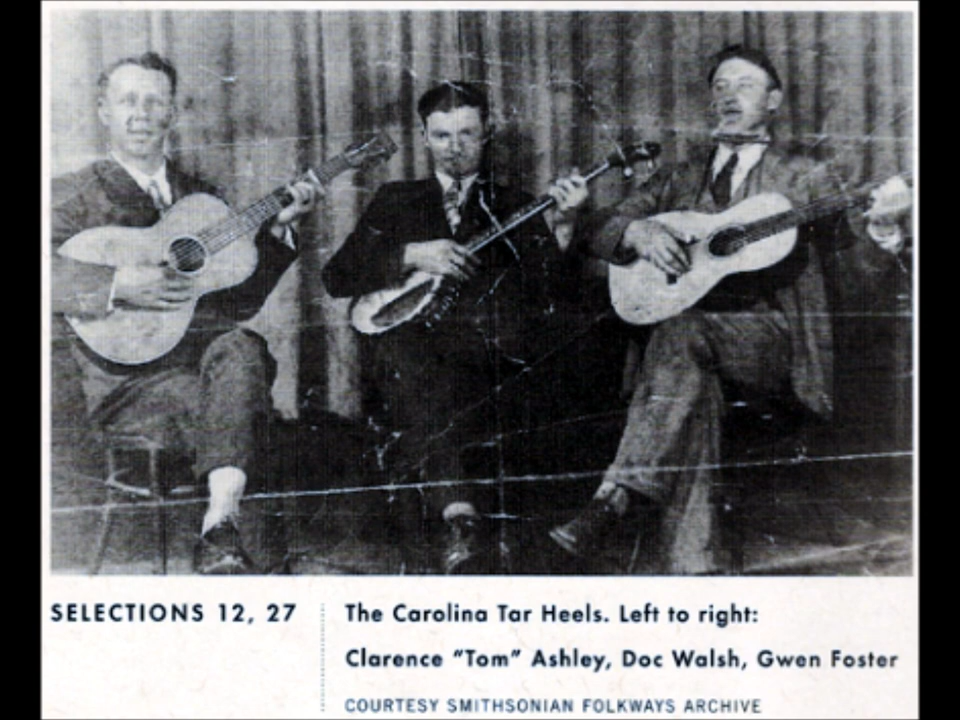 SELECTIONS 12, 27
The Carolina Tar Heels. Left to right:
Clarence “Tom” Ashley, Doc Walsh, Gwen Foster
COURTESY SMITHSONIAN FOLKWAYS ARCHIVE